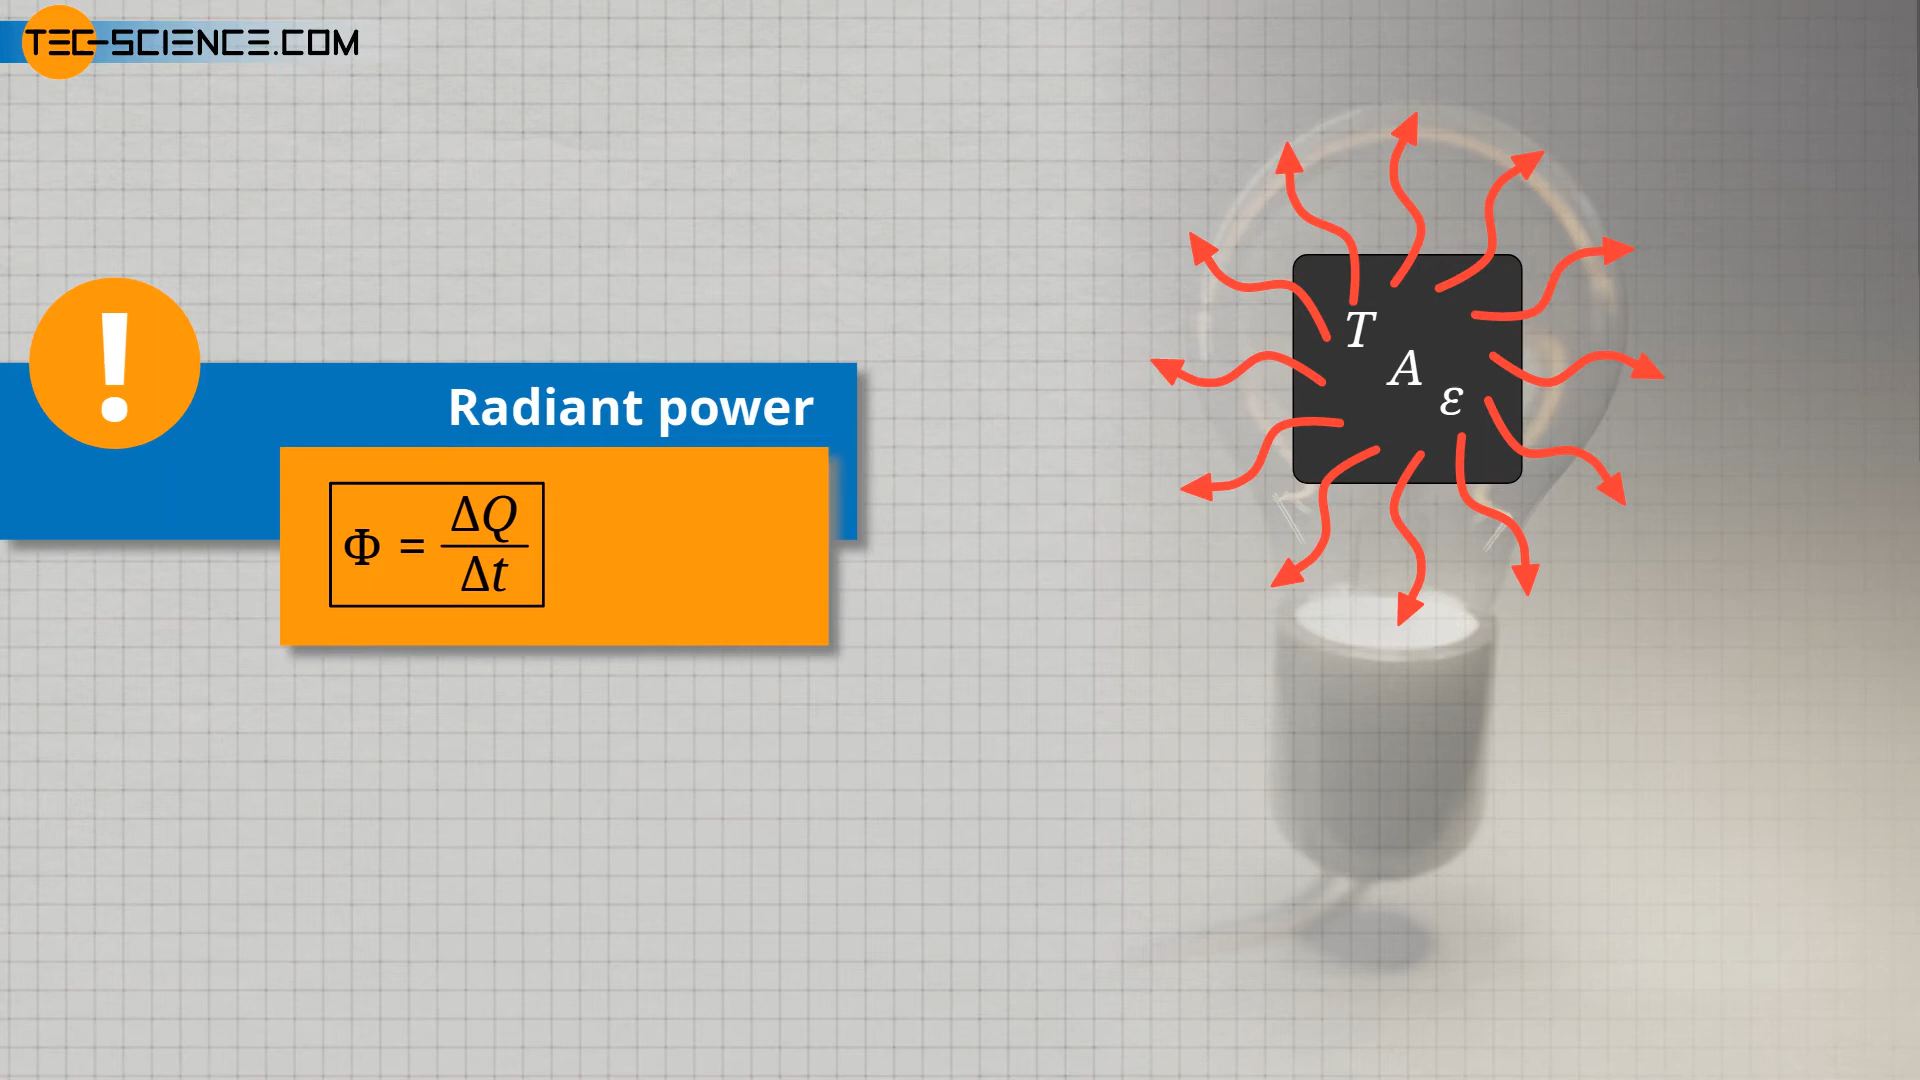 TEC-SCIENCE.COM
!
Radiant power
Φ = ΔQ/Δt
T
A
ε